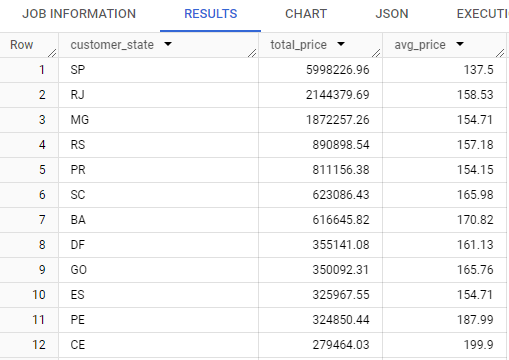 JOB INFORMATION RESULTS CHART JSON EXECUTI
Row customer_state total_price avg_price
1 SP 5998226.96 137.5
2 RJ 2144379.69 158.53
3 MG 1872257.26 154.71
4 RS 890898.54 157.18
5 PR 811156.38 154.15
6 SC 623086.43 165.98
7 BA 616645.82 170.82
8 DF 355141.08 161.13
9 GO 350092.31 165.76
10 ES 325967.55 154.71
11 PE 324850.44 187.99
12 CE 279464.03 199.9